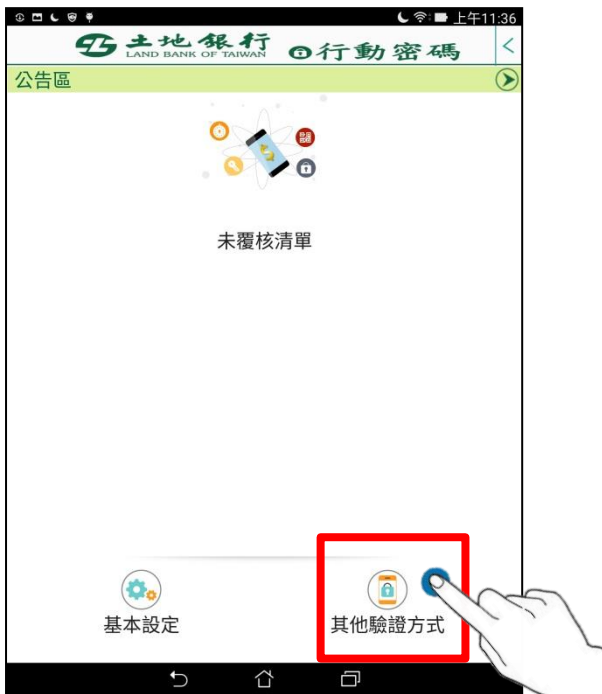 上午11:36
土地銀行 行動密碼
LAND BANK OF TAIWAN
公告區
未覆核清單
基本設定 其他驗證方式